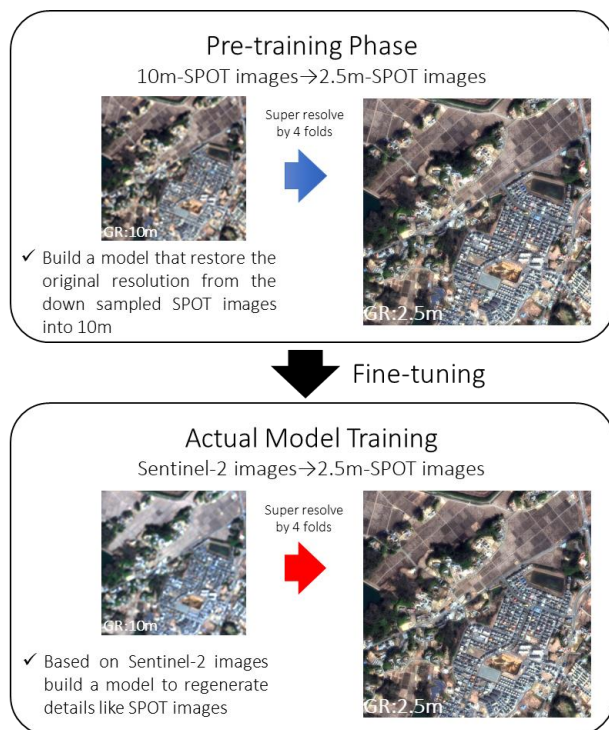 Pre-training Phase
10m-SPOT images→2.5m-SPOT images
Super resolve
by 4 folds
GR:10m
GR:2.5m
✓ Build a model that restore the
original resolution from the
down sampled SPOT images
into 10m
Fine-tuning
Actual Model Training
Sentinel-2 images→2.5m-SPOT images
Super resolve
by 4 folds
GR:10m
GR:2.5m
✓ Based on Sentinel-2 images
build a model to regenerate
details like SPOT images